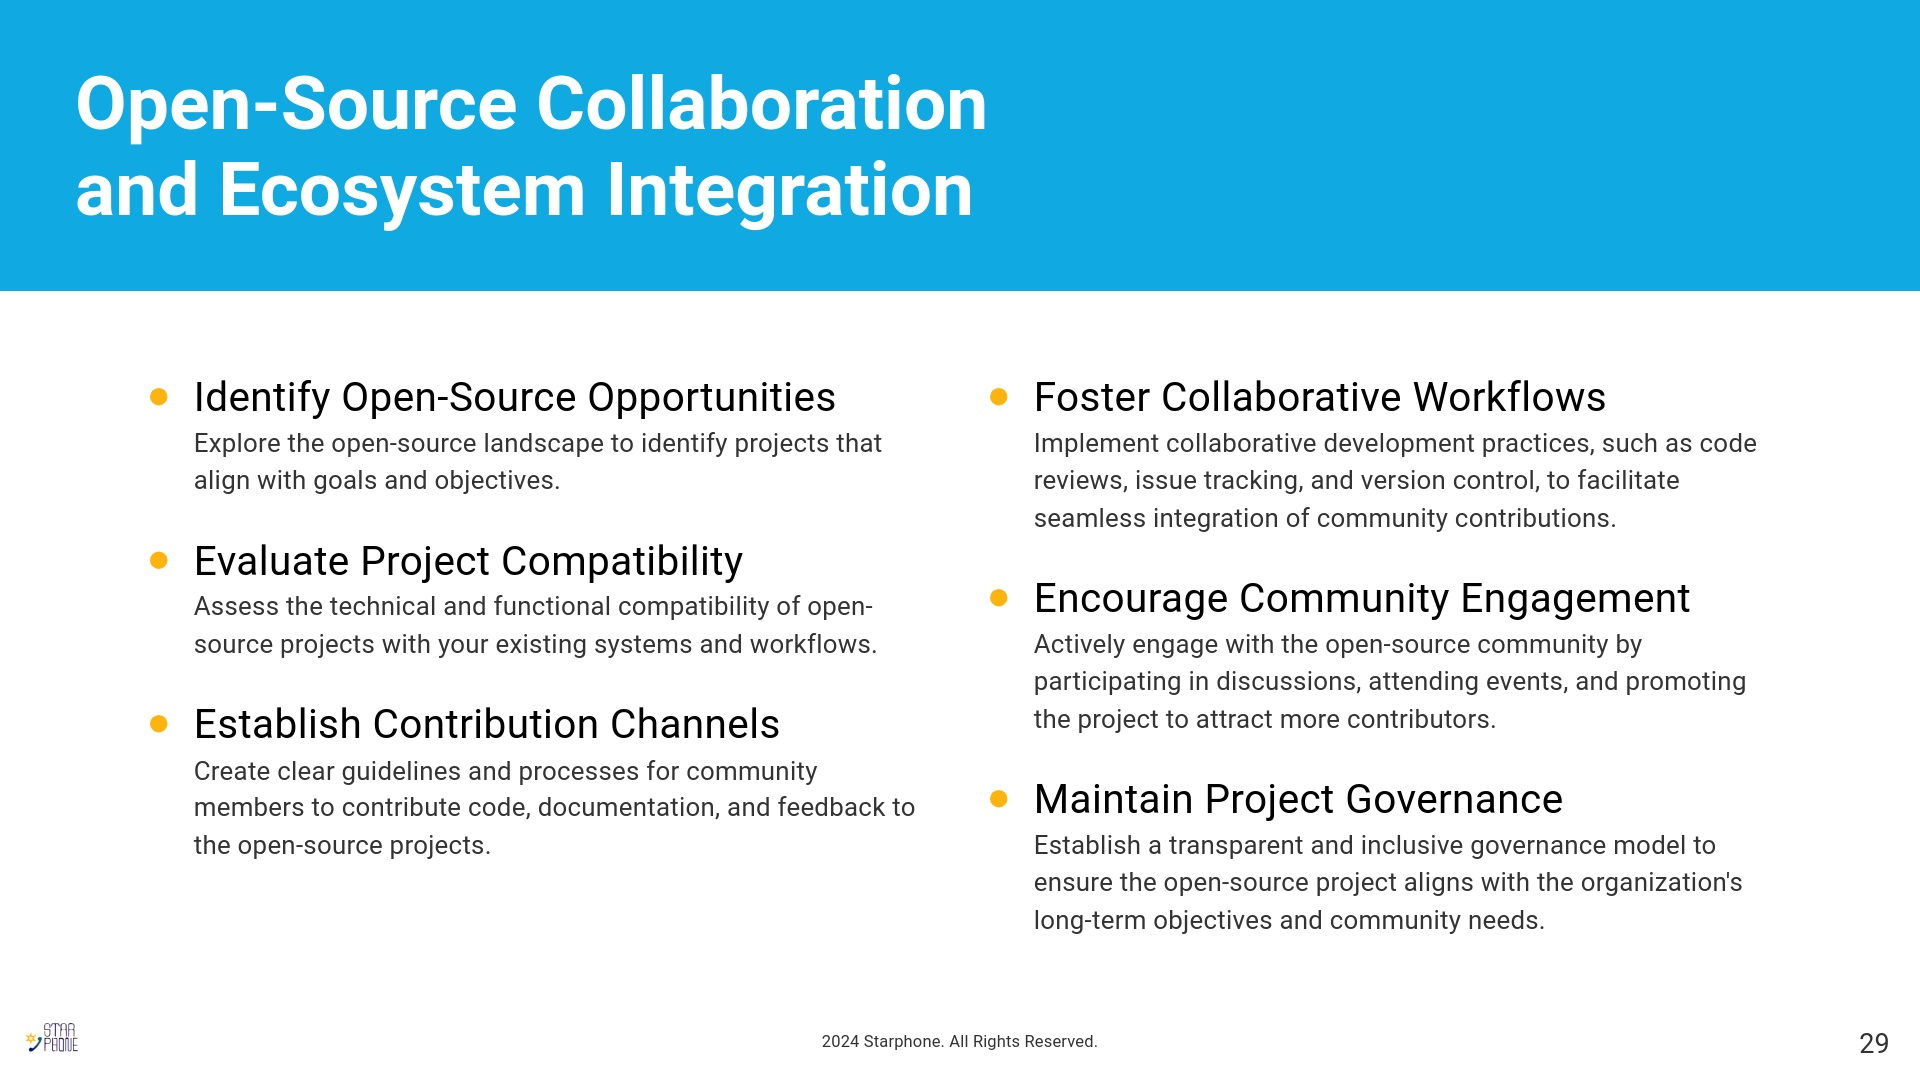 Open-Source Collaboration
and Ecosystem Integration
Identify Open-Source Opportunities
Explore the open-source landscape to identify projects that
align with goals and objectives.
Evaluate Project Compatibility
Assess the technical and functional compatibility of open-
source projects with your existing systems and workflows.
Establish Contribution Channels
Create clear guidelines and processes for community
members to contribute code, documentation, and feedback to
the open-source projects.
Foster Collaborative Workflows
Implement collaborative development practices, such as code
reviews, issue tracking, and version control, to facilitate
seamless integration of community contributions.
Encourage Community Engagement
Actively engage with the open-source community by
participating in discussions, attending events, and promoting
the project to attract more contributors.
Maintain Project Governance
Establish a transparent and inclusive governance model to
ensure the open-source project aligns with the organization's
long-term objectives and community needs.
STAR
PHONE
2024 Starphone. All Rights Reserved.
29